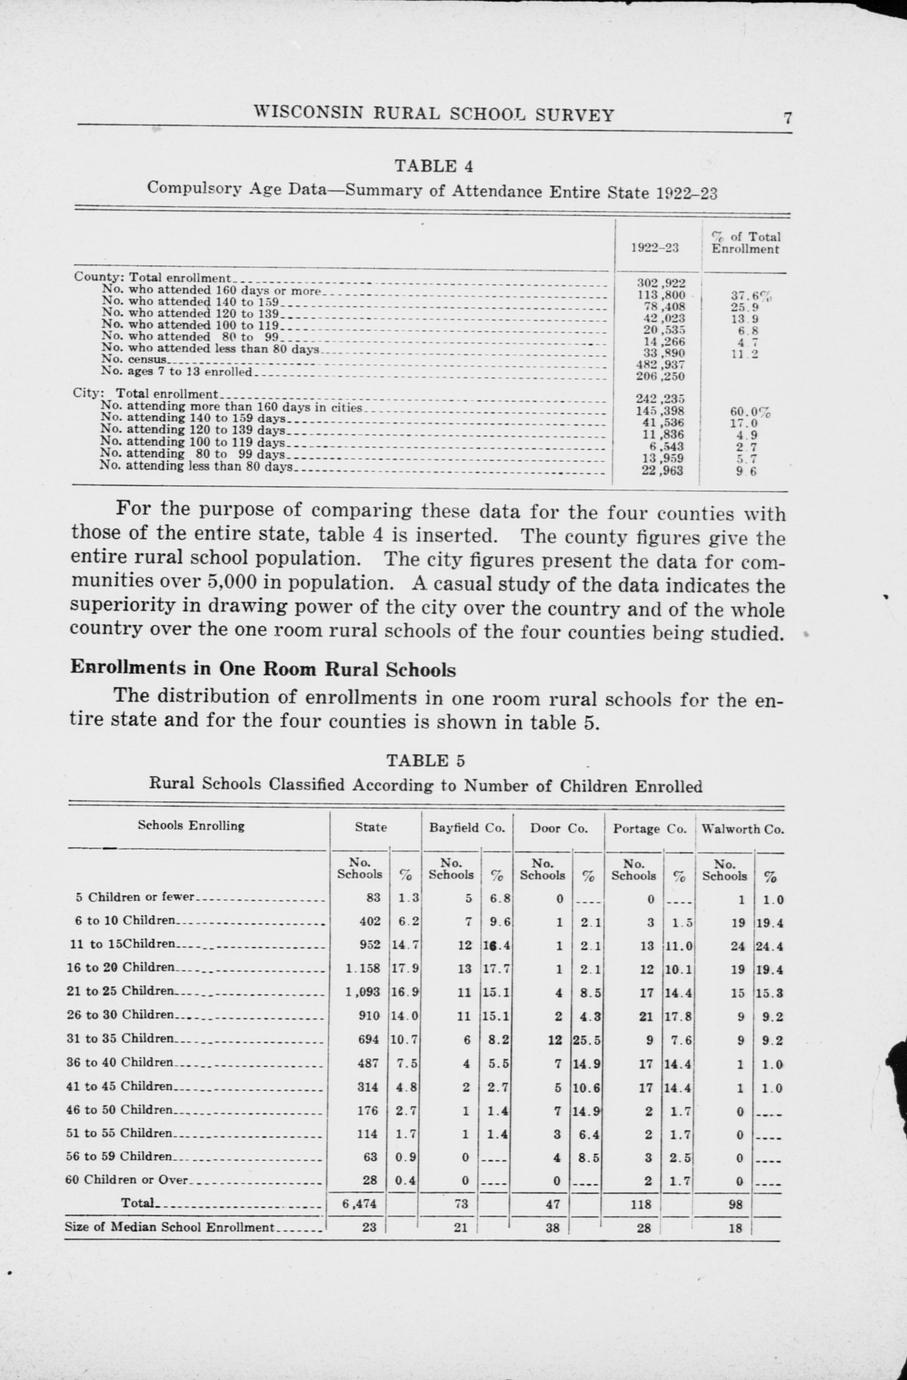 WISCONSIN RURAL SCHOOL SURVEY 7
TABLE 4
Compulsory Age Data—Summary of Attendance Entire State 1922–23
1922–23 % of Total Enrollment
County: Total enrollment 302,922
No. who attended 160 days or more 113,800 37.6%
No. who attended 140 to 159 78,408 25.9
No. who attended 120 to 139 42,023 13.9
No. who attended 100 to 119 20,535 6.8
No. who attended 80 to 99 14,266 4.7
No. who attended less than 80 days 33,890 11.2
No. census 482,937
No. ages 7 to 13 enrolled 206,250
City: Total enrollment 242,235
No. attending more than 160 days in cities 145,398 60.0%
No. attending 140 to 159 days 41,536 17.0
No. attending 120 to 139 days 11,836 4.9
No. attending 100 to 119 days 6,543 2.7
No. attending 80 to 99 days 13,959 5.7
No. attending less than 80 days 22,963 9.6
For the purpose of comparing these data for the four counties with
those of the entire state, table 4 is inserted. The county figures give the
entire rural school population. The city figures present the data for com-
munities over 5,000 in population. A casual study of the data indicates the
superiority in drawing power of the city over the country and of the whole
country over the one room rural schools of the four counties being studied.
Enrollments in One Room Rural Schools
The distribution of enrollments in one room rural schools for the en-
tire state and for the four counties is shown in table 5.
TABLE 5
Rural Schools Classified According to Number of Children Enrolled
Schools Enrolling State Bayfield Co. Door Co. Portage Co. Walworth Co.
No. Schools % No. Schools % No. Schools % No. Schools % No. Schools %
5 Children or fewer 83 1.3 5 6.8 0 ---- 0 ---- 1 1.0
6 to 10 Children 402 6.2 7 9.6 1 2.1 3 1.5 19 19.4
11 to 15Children 952 14.7 12 16.4 1 2.1 13 11.0 24 24.4
16 to 20 Children 1.158 17.9 13 17.7 1 2.1 12 10.1 19 19.4
21 to 25 Children 1,093 16.9 11 15.1 4 8.5 17 14.4 15 15.3
26 to 30 Children 910 14.0 11 15.1 2 4.3 21 17.8 9 9.2
31 to 35 Children 694 10.7 6 8.2 12 25.5 9 7.6 9 9.2
36 to 40 Children 487 7.5 4 5.5 7 14.9 17 14.4 1 1.0
41 to 45 Children 314 4.8 2 2.7 5 10.6 17 14.4 1 1.0
46 to 50 Children 176 2.7 1 1.4 7 14.9 2 1.7 0 ----
51 to 55 Children 114 1.7 1 1.4 3 6.4 2 1.7 0 ----
56 to 59 Children 63 0.9 0 ---- 4 8.5 3 2.5 0 ----
60 Children or Over 28 0.4 0 ---- 0 ---- 2 1.7 0 ----
Total 6,474 73 47 118 98
Size of Median School Enrollment 23 21 38 28 18